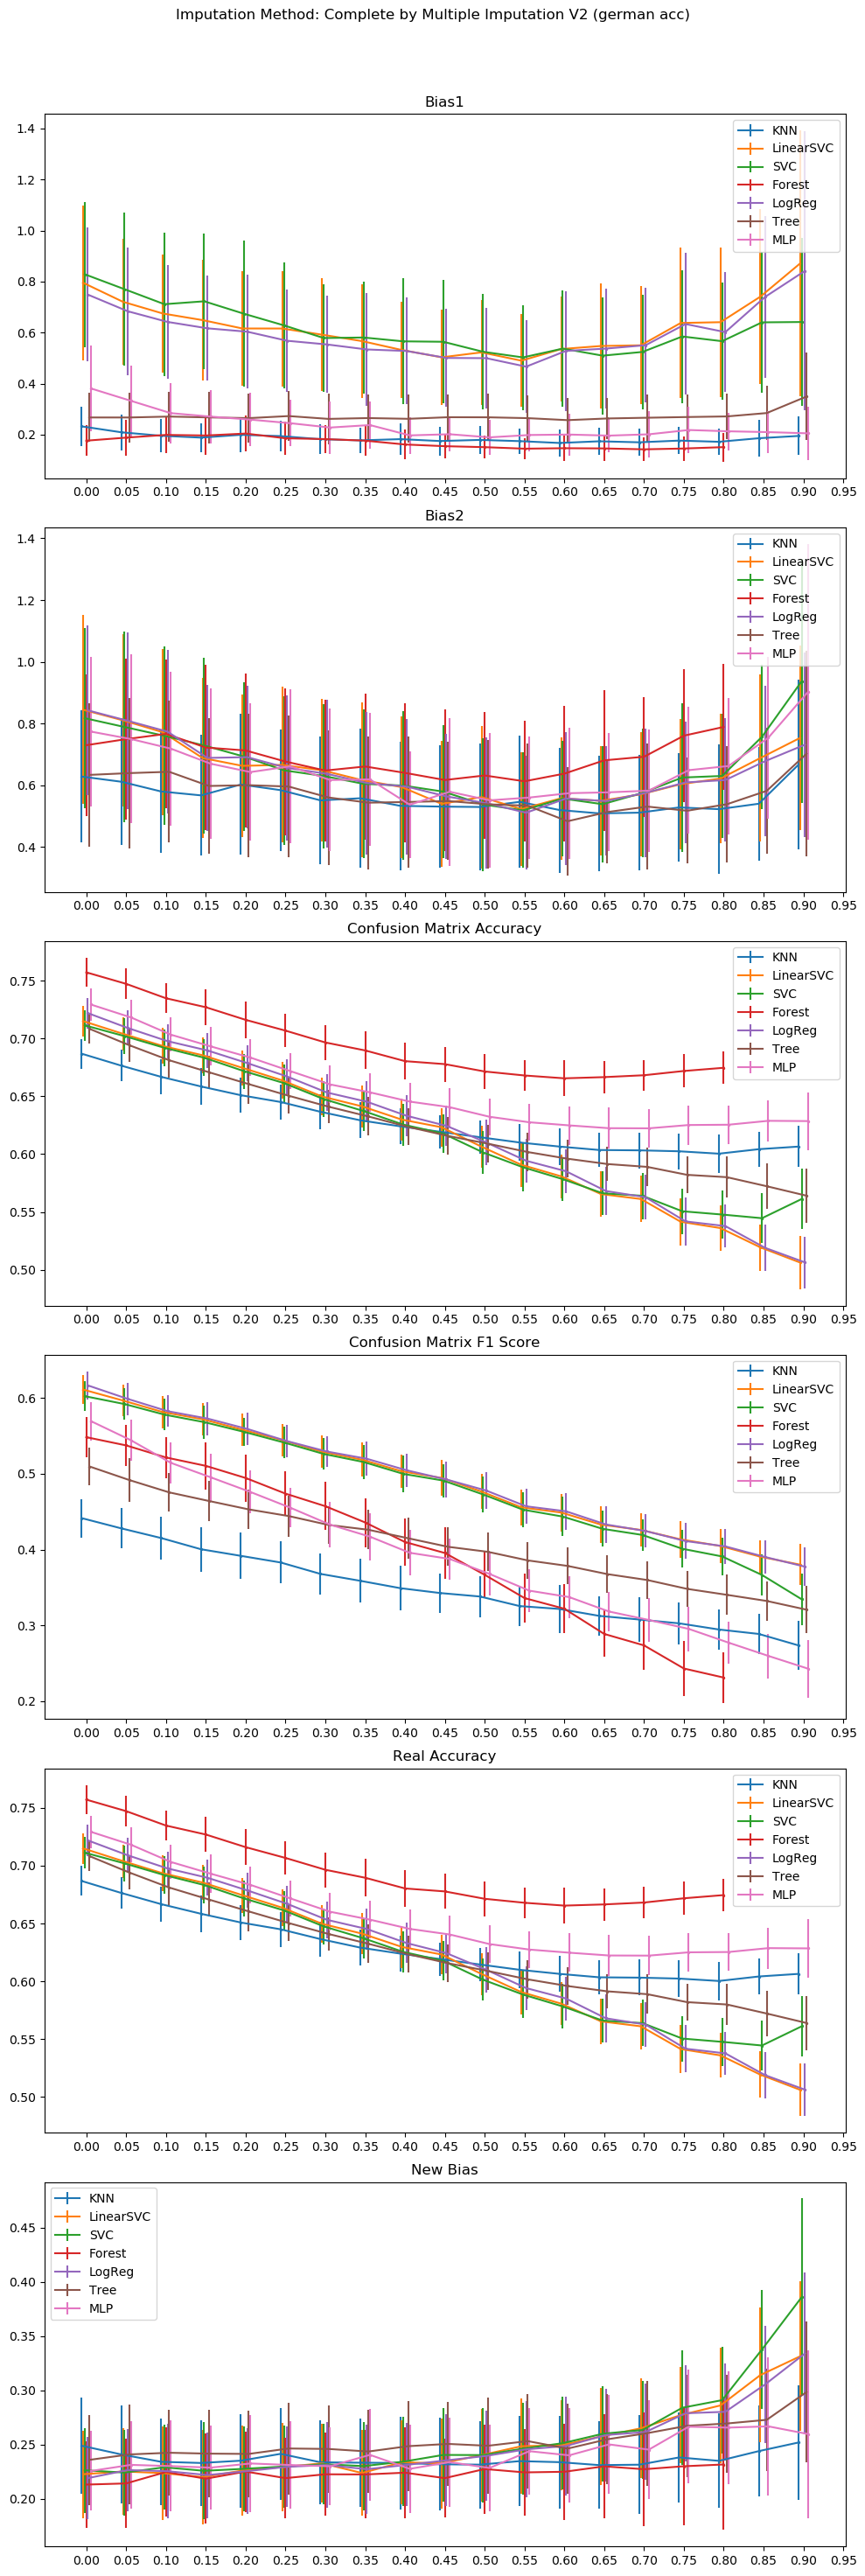 Imputation Method: Complete by Multiple Imputation V2 (german acc)
Bias1
1.4
1.2
1.0
0.8
0.6
0.4
0.2
KNN
LinearSVC
SVC
Forest
LogReg
Tree
MLP
0.00 0.05 0.10 0.15 0.20 0.25 0.30 0.35 0.40 0.45 0.50 0.55 0.60 0.65 0.70 0.75 0.80 0.85 0.90 0.95
Bias2
1.4
1.2
1.0
0.8
0.6
0.4
KNN
LinearSVC
SVC
Forest
LogReg
Tree
MLP
0.00 0.05 0.10 0.15 0.20 0.25 0.30 0.35 0.40 0.45 0.50 0.55 0.60 0.65 0.70 0.75 0.80 0.85 0.90 0.95
Confusion Matrix Accuracy
0.75
0.70
0.65
0.60
0.55
0.50
KNN
LinearSVC
SVC
Forest
LogReg
Tree
MLP
0.00 0.05 0.10 0.15 0.20 0.25 0.30 0.35 0.40 0.45 0.50 0.55 0.60 0.65 0.70 0.75 0.80 0.85 0.90 0.95
Confusion Matrix F1 Score
0.6
0.5
0.4
0.3
0.2
KNN
LinearSVC
SVC
Forest
LogReg
Tree
MLP
0.00 0.05 0.10 0.15 0.20 0.25 0.30 0.35 0.40 0.45 0.50 0.55 0.60 0.65 0.70 0.75 0.80 0.85 0.90 0.95
Real Accuracy
0.75
0.70
0.65
0.60
0.55
0.50
KNN
LinearSVC
SVC
Forest
LogReg
Tree
MLP
0.00 0.05 0.10 0.15 0.20 0.25 0.30 0.35 0.40 0.45 0.50 0.55 0.60 0.65 0.70 0.75 0.80 0.85 0.90 0.95
New Bias
0.45
0.40
0.35
0.30
0.25
0.20
KNN
LinearSVC
SVC
Forest
LogReg
Tree
MLP
0.00 0.05 0.10 0.15 0.20 0.25 0.30 0.35 0.40 0.45 0.50 0.55 0.60 0.65 0.70 0.75 0.80 0.85 0.90 0.95